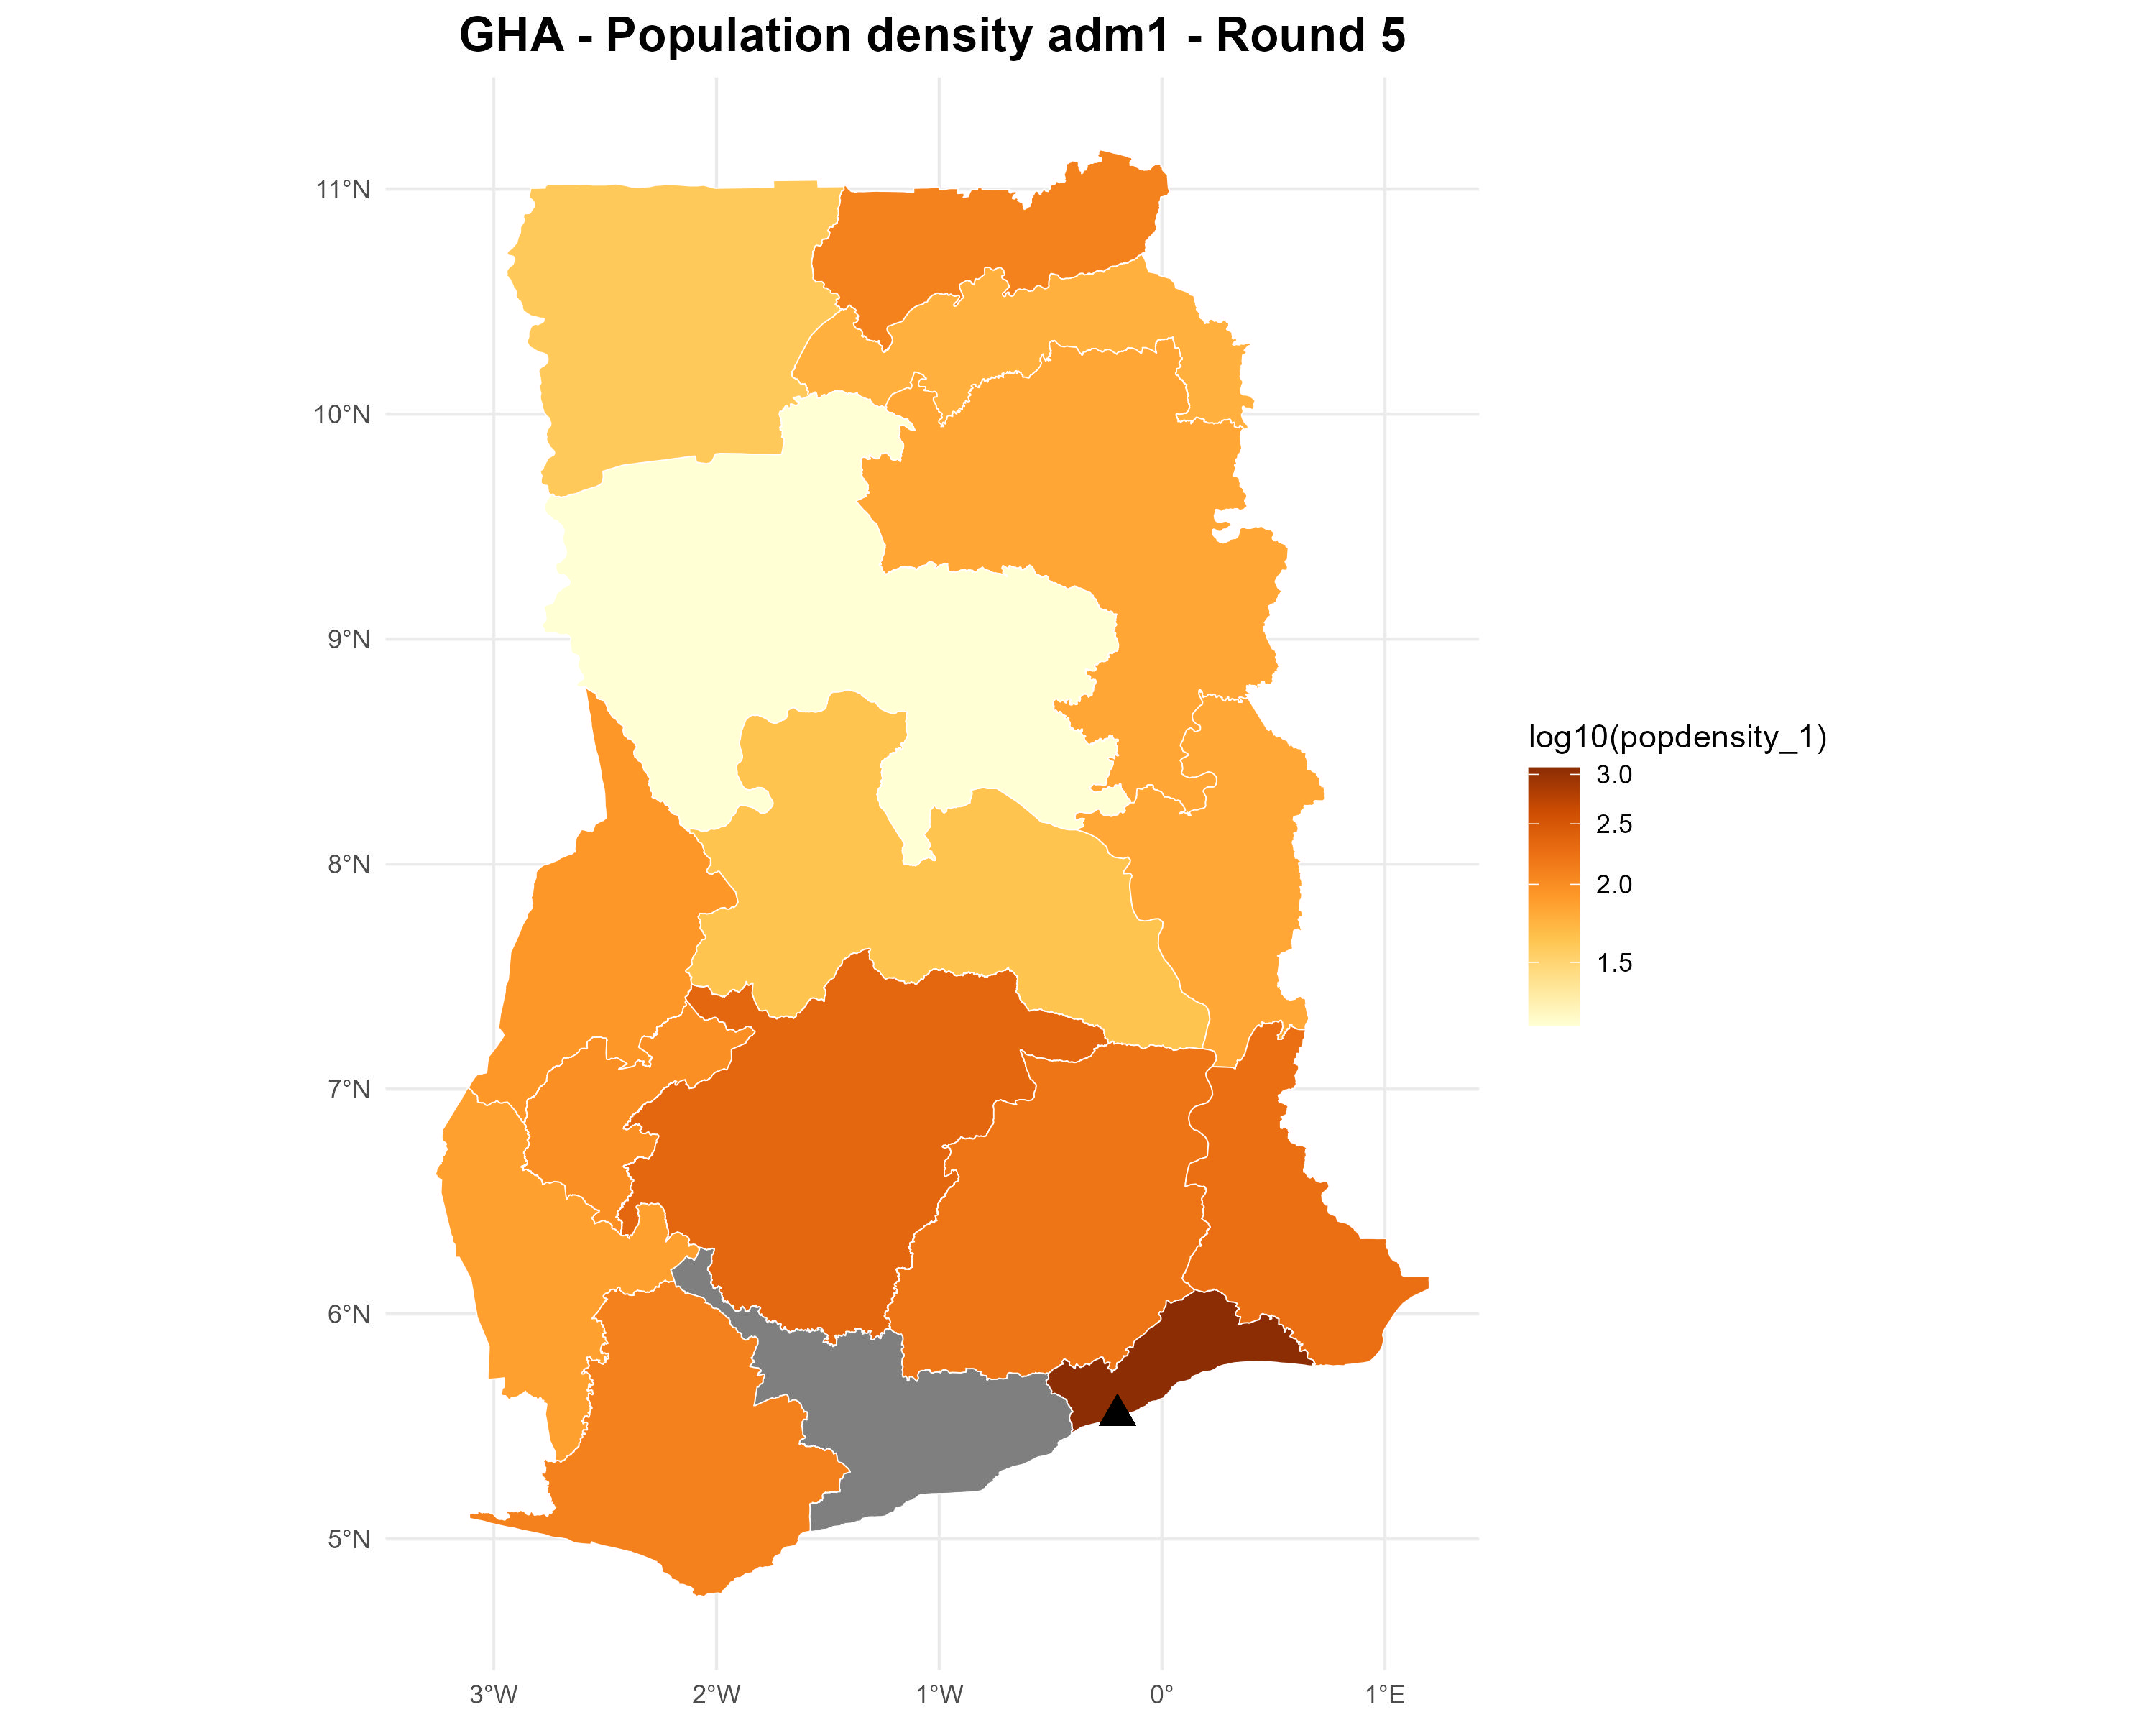 GHA - Population density adm1 - Round 5
11°N
10°N
9°N
8°N
7°N
6°N
5°N
3°W
2°W
1°W
0°
1°E
log10(popdensity_1)
3.0
2.5
2.0
1.5